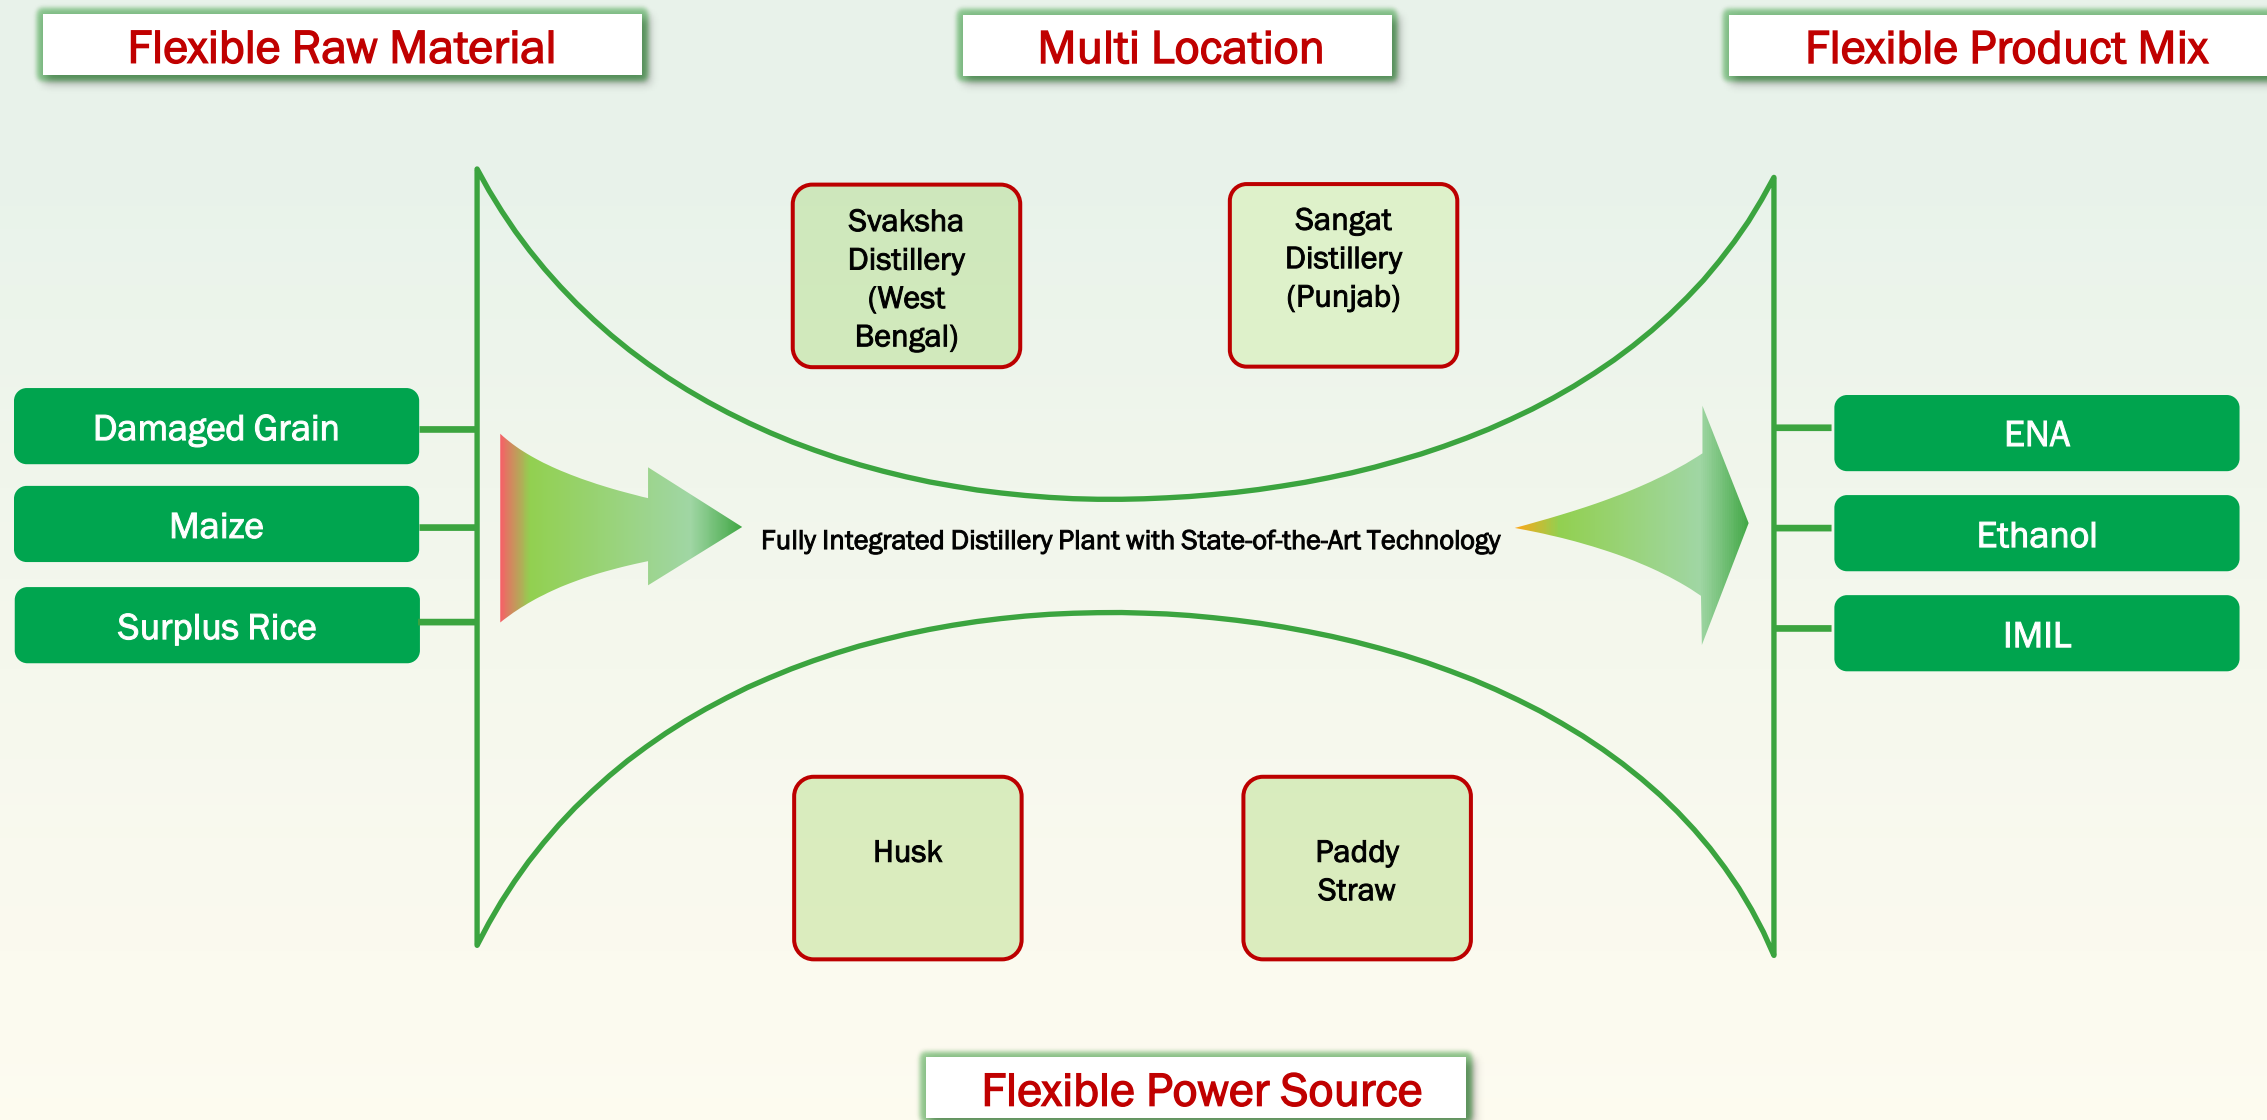 Flexible Raw Material
Multi Location
Flexible Product Mix
Svaksha
Distillery
(West
Bengal)
Sangat
Distillery
(Punjab)
Damaged Grain
Maize
Surplus Rice
Fully Integrated Distillery Plant with State-of-the-Art Technology
ENA
Ethanol
IMIL
Husk
Paddy
Straw
Flexible Power Source